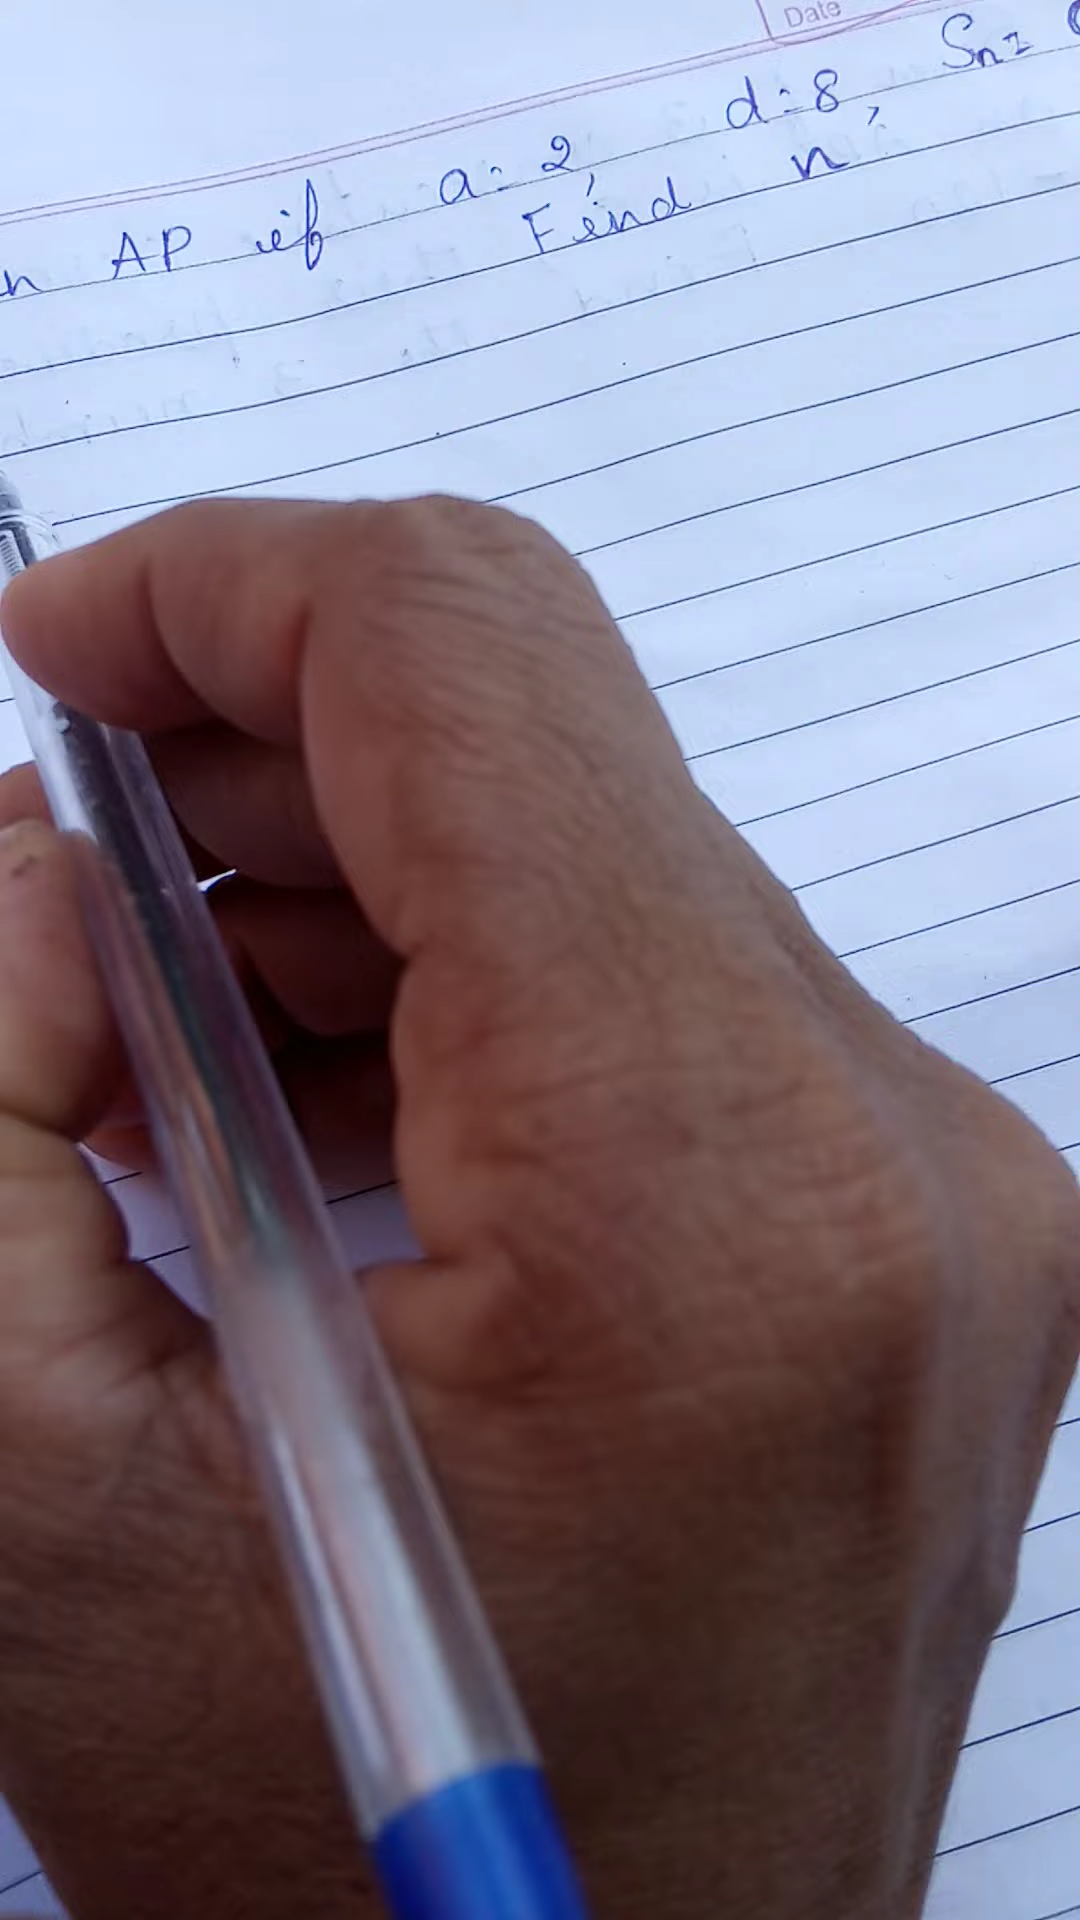 Date
n AP if a = 2, d = 8, Sn =
Find n